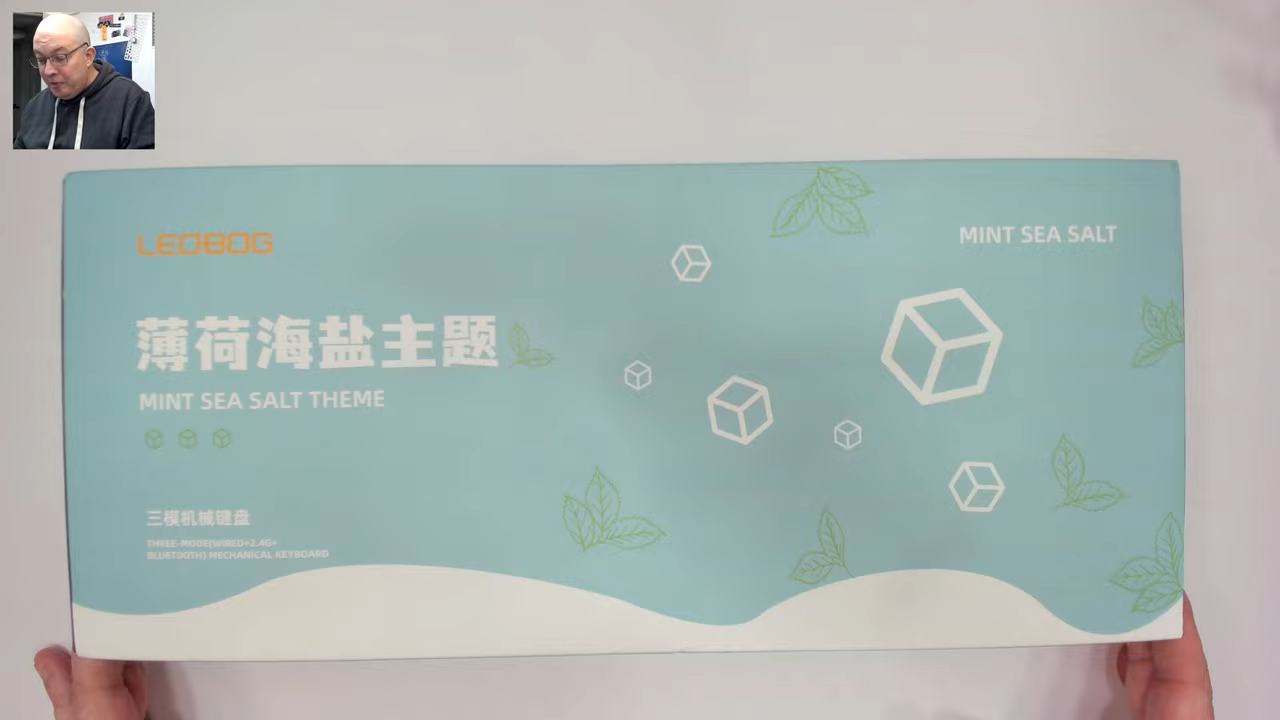 LEOBOG
MINT SEA SALT
薄荷海盐主题
MINT SEA SALT THEME
三模机械键盘
THREE-MODE(WIRED+2.4G+
BLUETOOTH) MECHANICAL KEYBOARD